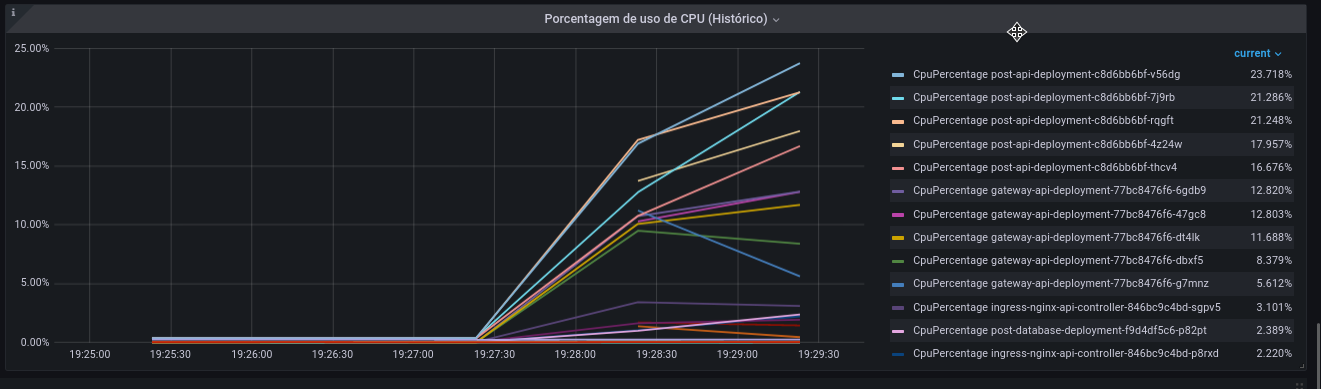 i
Porcentagem de uso de CPU (Histórico)
25.00%
20.00%
15.00%
10.00%
5.00%
0.00%
19:25:00 19:25:30 19:26:00 19:26:30 19:27:00 19:27:30 19:28:00 19:28:30 19:29:00 19:29:30
current
CpuPercentage post-api-deployment-c8d6bb6bf-v56dg 23.718%
CpuPercentage post-api-deployment-c8d6bb6bf-7j9rb 21.286%
CpuPercentage post-api-deployment-c8d6bb6bf-rqgft 21.248%
CpuPercentage post-api-deployment-c8d6bb6bf-4z24w 17.957%
CpuPercentage post-api-deployment-c8d6bb6bf-thcv4 16.676%
CpuPercentage gateway-api-deployment-77bc8476f6-6gdb9 12.820%
CpuPercentage gateway-api-deployment-77bc8476f6-47gc8 12.803%
CpuPercentage gateway-api-deployment-77bc8476f6-dt4lk 11.688%
CpuPercentage gateway-api-deployment-77bc8476f6-dbxf5 8.379%
CpuPercentage gateway-api-deployment-77bc8476f6-g7mnz 5.612%
CpuPercentage ingress-nginx-api-controller-846bc9c4bd-sgpv5 3.101%
CpuPercentage post-database-deployment-f9d4df5c6-p82pt 2.389%
CpuPercentage ingress-nginx-api-controller-846bc9c4bd-p8rxd 2.220%